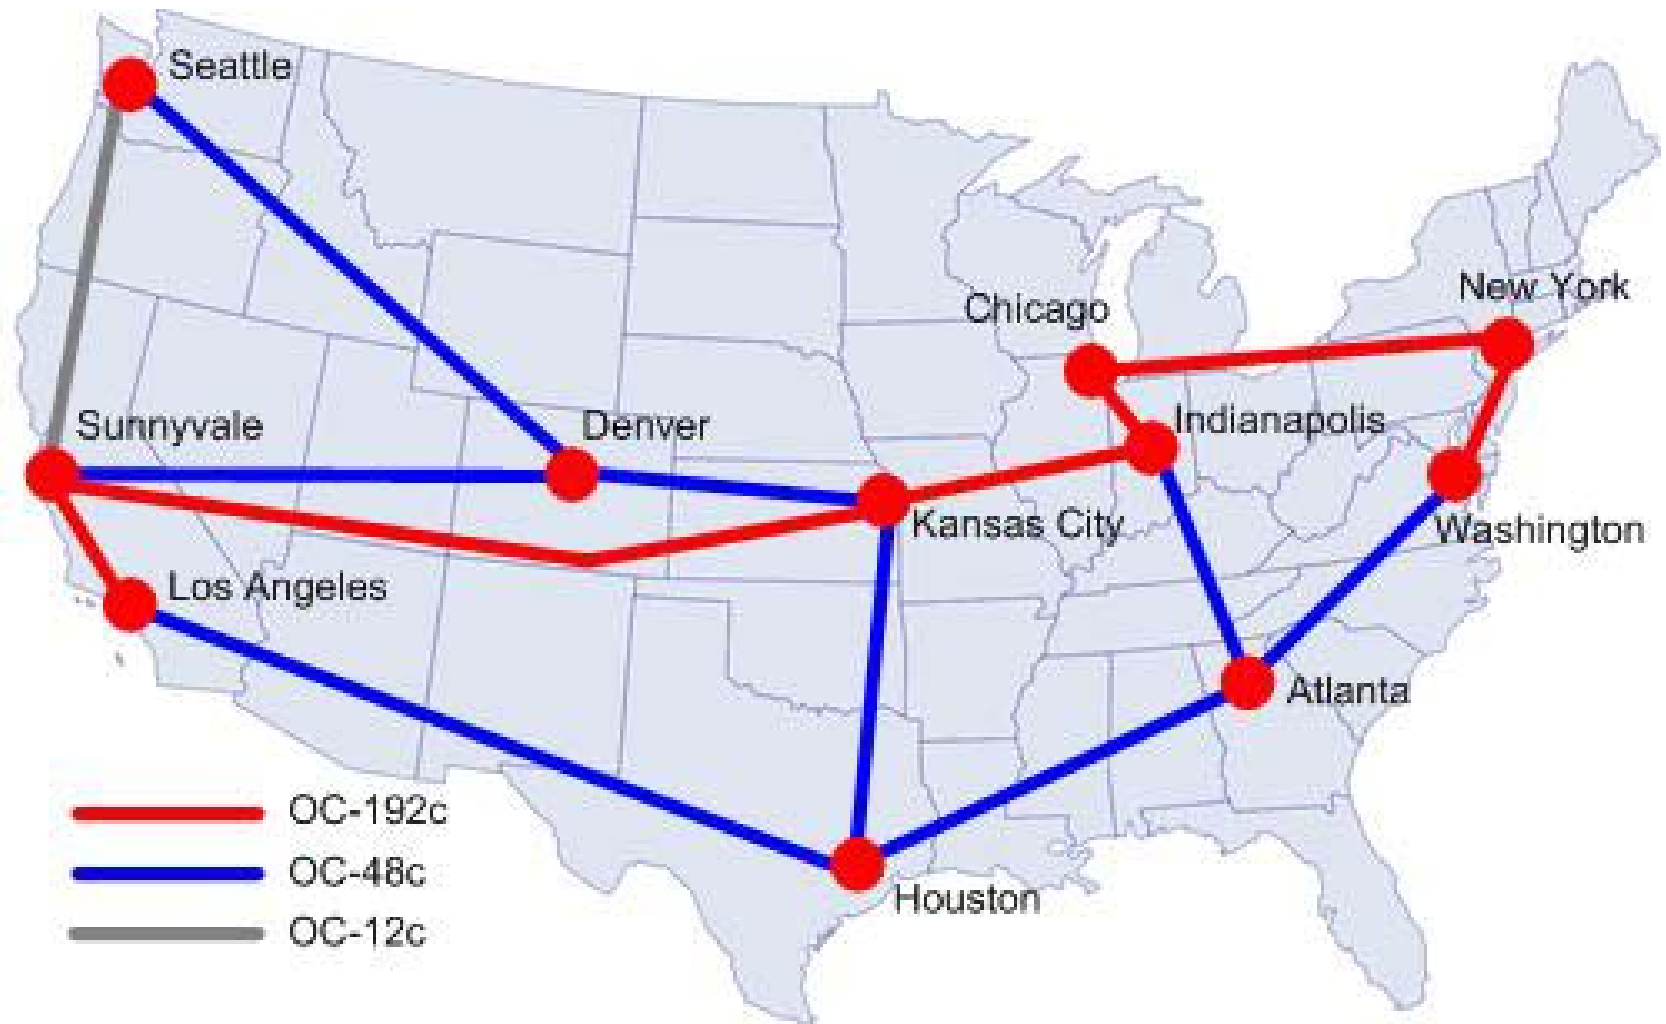 Seattle
New York
Chicago
Sunnyvale
Denver
Indianapolis
Kansas City
Washington
Los Angeles
Atlanta
OC-192c
OC-48c
Houston
OC-12c